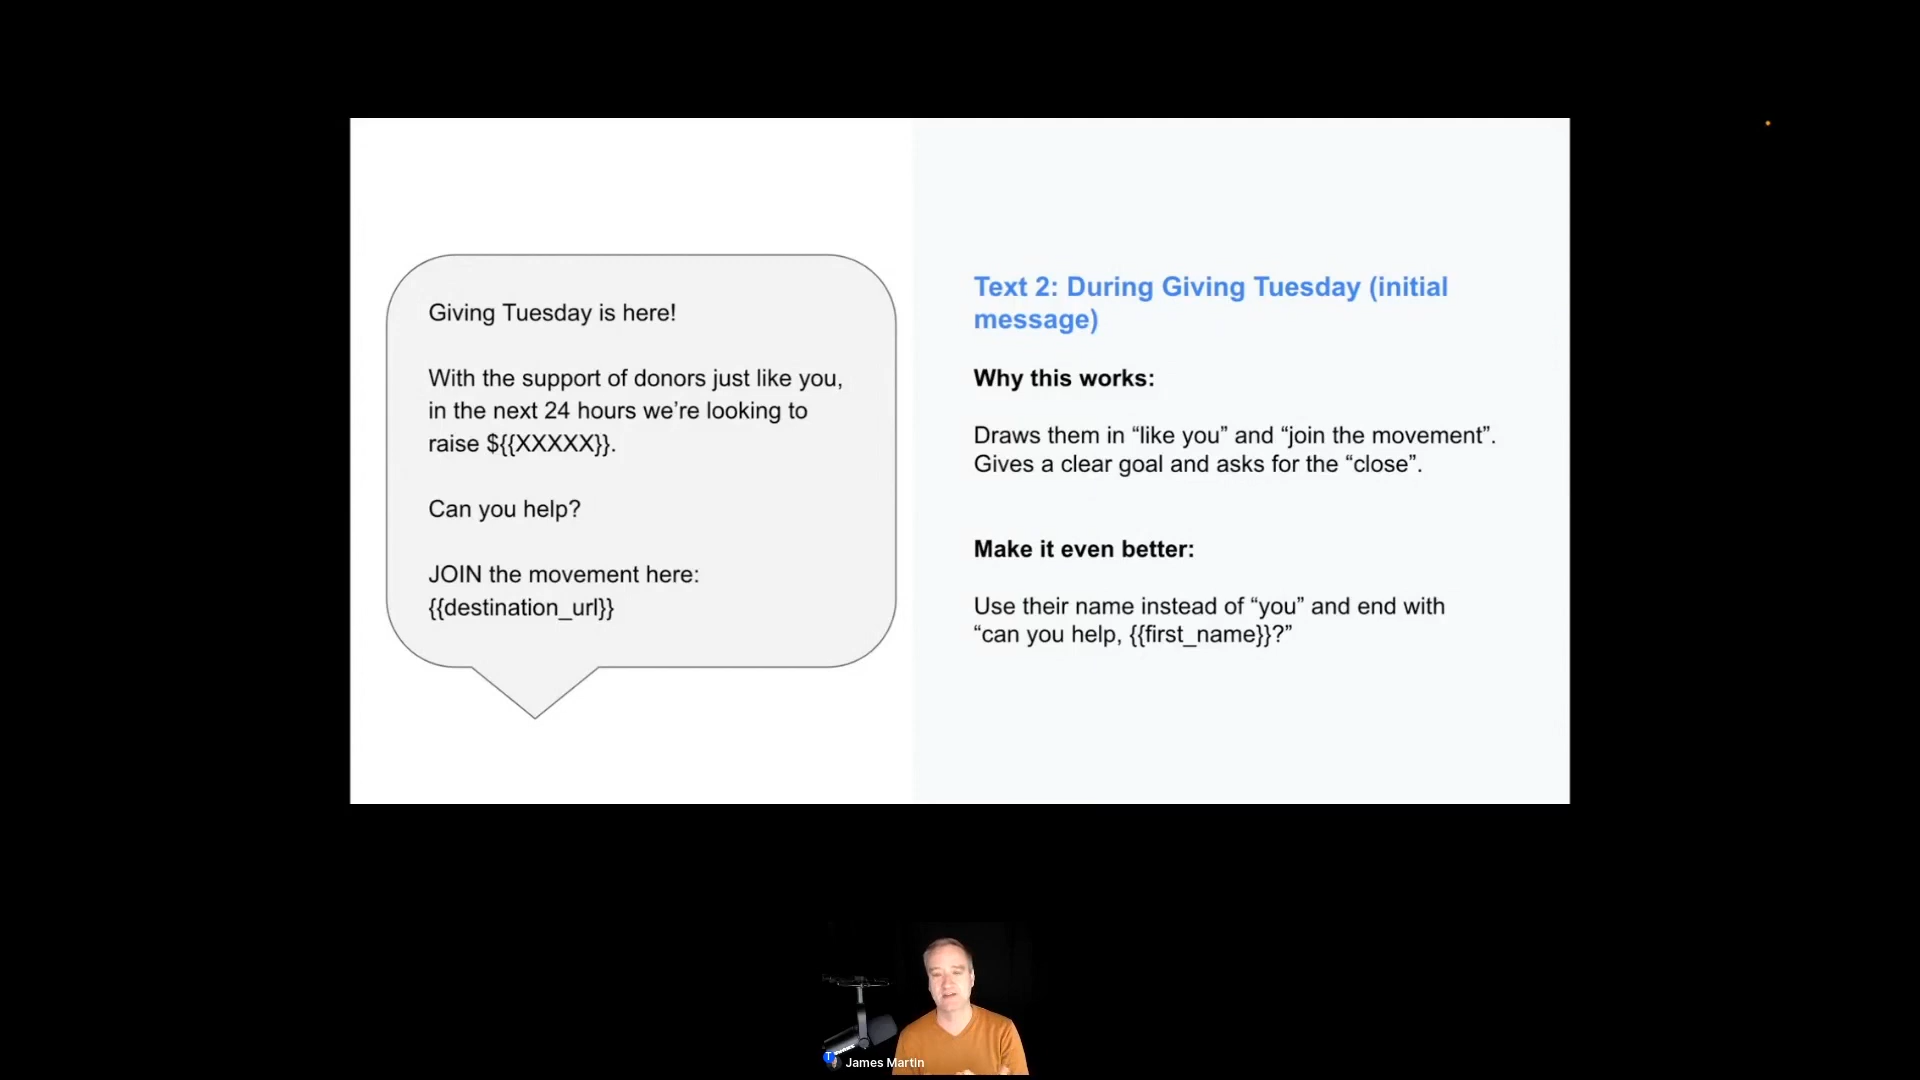 Giving Tuesday is here!
With the support of donors just like you,
in the next 24 hours we’re looking to
raise ${{XXXXX}}.
Can you help?
JOIN the movement here:
{{destination_url}}
Text 2: During Giving Tuesday (initial
message)
Why this works:
Draws them in “like you” and “join the movement”.
Gives a clear goal and asks for the “close”.
Make it even better:
Use their name instead of “you” and end with
“can you help, {{first_name}}?”
James Martin